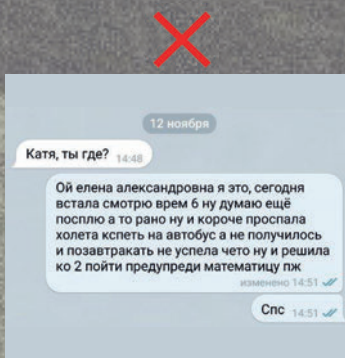 12 ноября
Катя, ты где? 14:48
Ой елена александровна я это, сегодня
встала смотрю врем 6 ну думаю ещё
посплю а то рано ну и короче проспала
холета кспеть на автобус а не получилось
и позавтракать не успела чето ну и решила
ко 2 пойти предупреди математицу пж
изменено 14:51
Спс 14:51